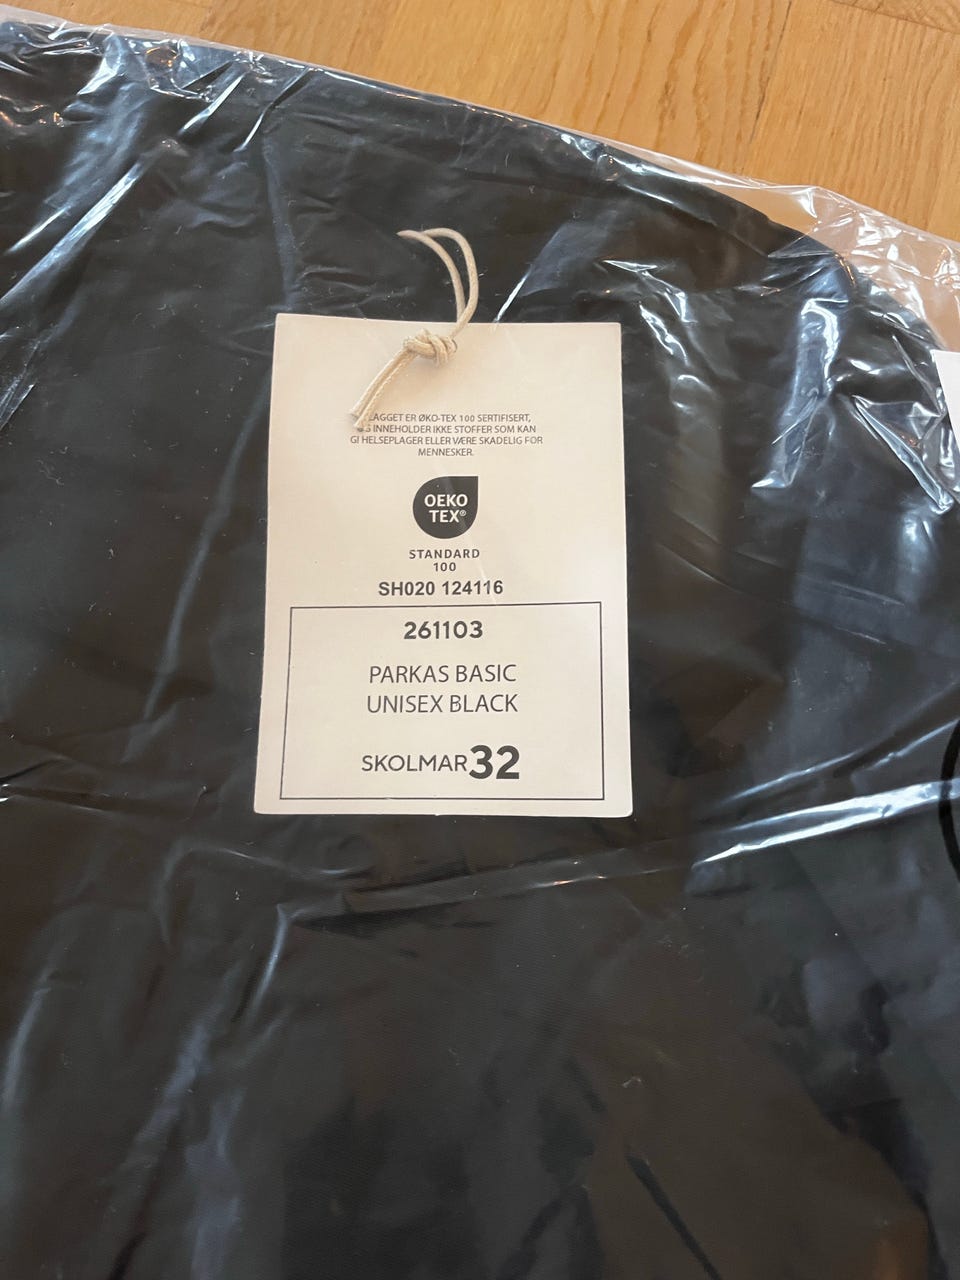 LAGGET ER ØKO-TEX 100 SERTIFISERT,
INNEHOLDER IKKE STOFFER SOM KAN
GI HELSEPLAGER ELLER VÆRE SKADELIG FOR
MENNESKER.
OEKO
TEX®
STANDARD
100
SH020 124116
261103
PARKAS BASIC
UNISEX BLACK
SKOLMAR32